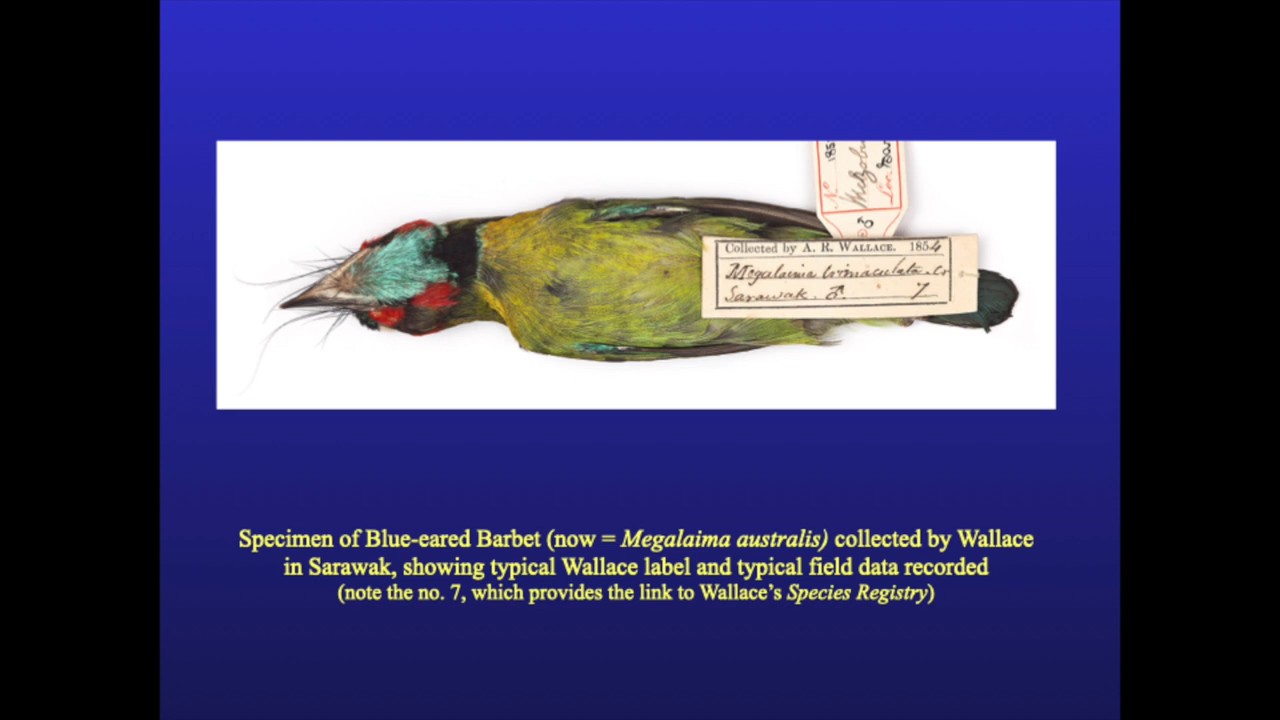 N
185
♂
Collected by A. R. WALLACE. 1854
Megalaima trimaculata. Gr
Sarawak. ♂. 7
Specimen of Blue-eared Barbet (now = Megalaima australis) collected by Wallace
in Sarawak, showing typical Wallace label and typical field data recorded
(note the no. 7, which provides the link to Wallace’s Species Registry)